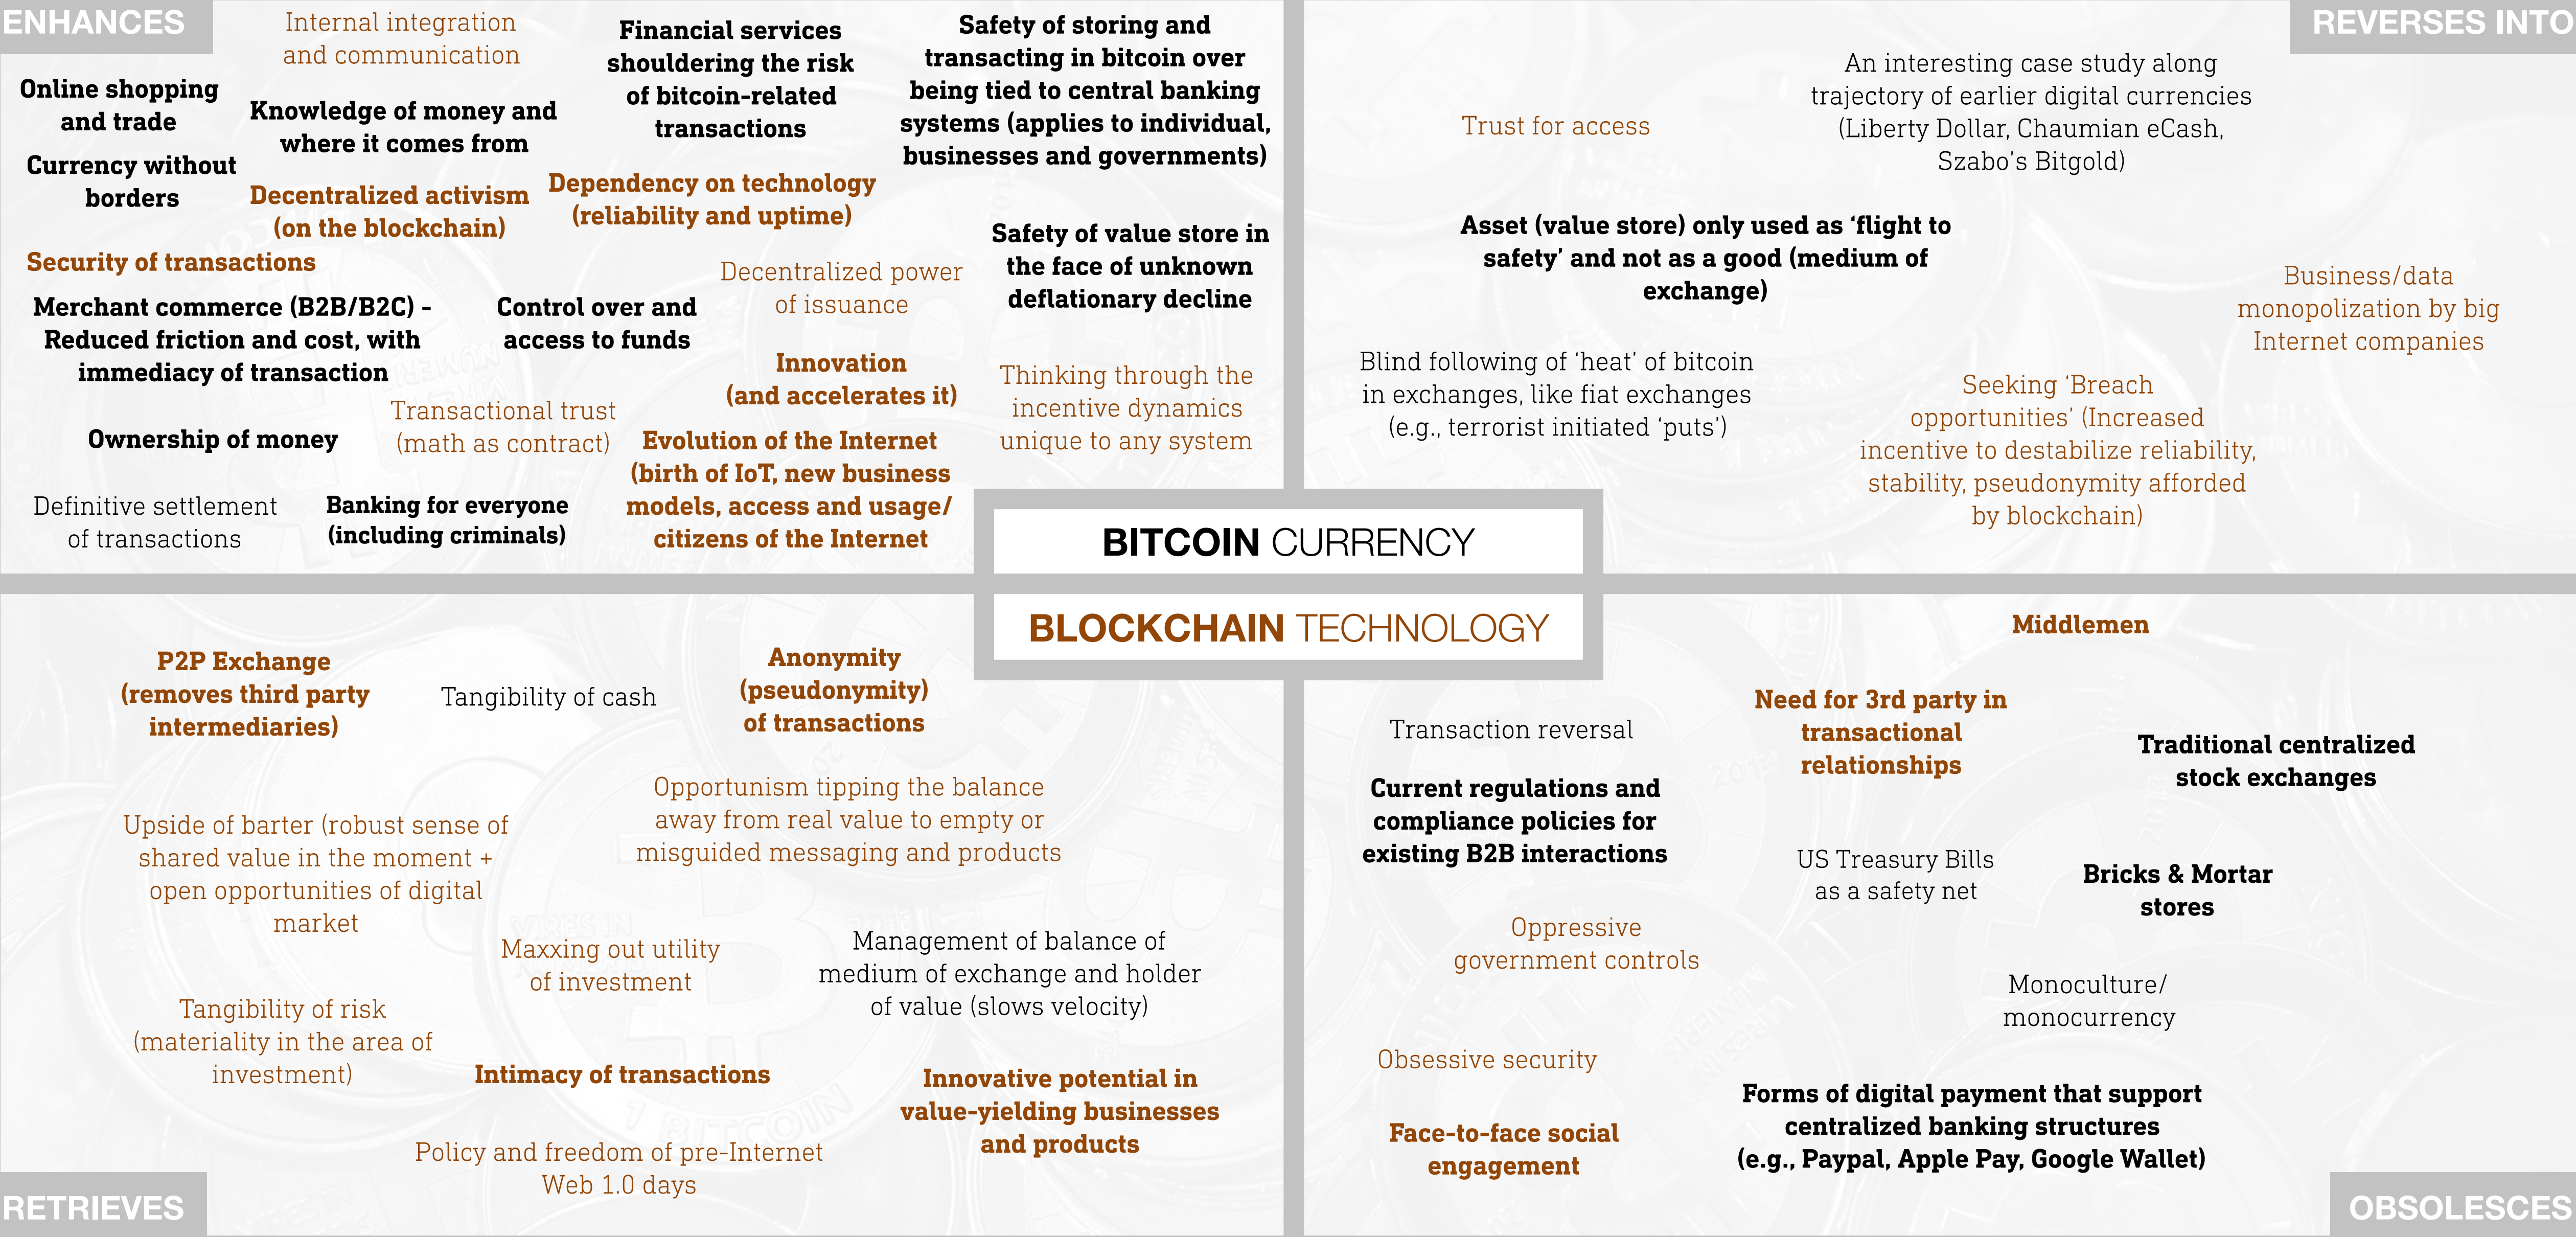 ENHANCES
Internal integration
and communication
Financial services
shouldering the risk
of bitcoin-related
transactions
Safety of storing and
transacting in bitcoin over
being tied to central banking
systems (applies to individual,
businesses and governments)
Online shopping
and trade
Knowledge of money and
where it comes from
Currency without
borders
Decentralized activism
(on the blockchain)
Dependency on technology
(reliability and uptime)
Safety of value store in
the face of unknown
deflationary decline
Security of transactions
Decentralized power
of issuance
Merchant commerce (B2B/B2C) -
Reduced friction and cost, with
immediacy of transaction
Control over and
access to funds
Innovation
(and accelerates it)
Thinking through the
incentive dynamics
unique to any system
Transactional trust
(math as contract)
Ownership of money
Evolution of the Internet
(birth of IoT, new business
models, access and usage/
citizens of the Internet
Definitive settlement
of transactions
Banking for everyone
(including criminals)
REVERSES INTO
An interesting case study along
trajectory of earlier digital currencies
(Liberty Dollar, Chaumian eCash,
Szabo's Bitgold)
Trust for access
Asset (value store) only used as ‘flight to
safety’ and not as a good (medium of
exchange)
Business/data
monopolization by big
Internet companies
Blind following of ‘heat’ of bitcoin
in exchanges, like fiat exchanges
(e.g., terrorist initiated ‘puts’)
Seeking ‘Breach
opportunities’ (Increased
incentive to destabilize reliability,
stability, pseudonymity afforded
by blockchain)
BITCOIN CURRENCY
BLOCKCHAIN TECHNOLOGY
P2P Exchange
(removes third party
intermediaries)
Tangibility of cash
Anonymity
(pseudonymity)
of transactions
Opportunism tipping the balance
away from real value to empty or
misguided messaging and products
Upside of barter (robust sense of
shared value in the moment +
open opportunities of digital
market
Maxxing out utility
of investment
Management of balance of
medium of exchange and holder
of value (slows velocity)
Tangibility of risk
(materiality in the area of
investment)
Intimacy of transactions
Innovative potential in
value-yielding businesses
and products
Policy and freedom of pre-Internet
Web 1.0 days
RETRIEVES
Middlemen
Need for 3rd party in
transactional
relationships
Transaction reversal
Traditional centralized
stock exchanges
Current regulations and
compliance policies for
existing B2B interactions
US Treasury Bills
as a safety net
Bricks & Mortar
stores
Oppressive
government controls
Monoculture/
monocurrency
Obsessive security
Forms of digital payment that support
centralized banking structures
(e.g., Paypal, Apple Pay, Google Wallet)
Face-to-face social
engagement
OBSOLESCES
1 BITCOIN